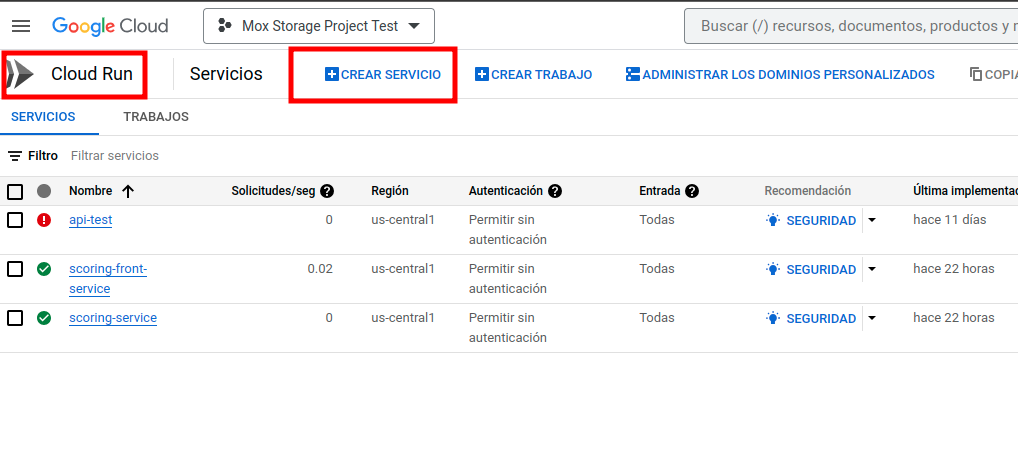 Google Cloud
Mox Storage Project Test
Buscar (/) recursos, documentos, productos y
Cloud Run
Servicios
CREAR SERVICIO
CREAR TRABAJO
ADMINISTRAR LOS DOMINIOS PERSONALIZADOS
COPIA
SERVICIOS
TRABAJOS
Filtro
Filtrar servicios
Nombre
Solicitudes/seg
Región
Autenticación
Entrada
Recomendación
Última implementa
api-test
0
us-central1
Permitir sin
autenticación
Todas
SEGURIDAD
hace 11 días
scoring-front-
service
0.02
us-central1
Permitir sin
autenticación
Todas
SEGURIDAD
hace 22 horas
scoring-service
0
us-central1
Permitir sin
autenticación
Todas
SEGURIDAD
hace 22 horas